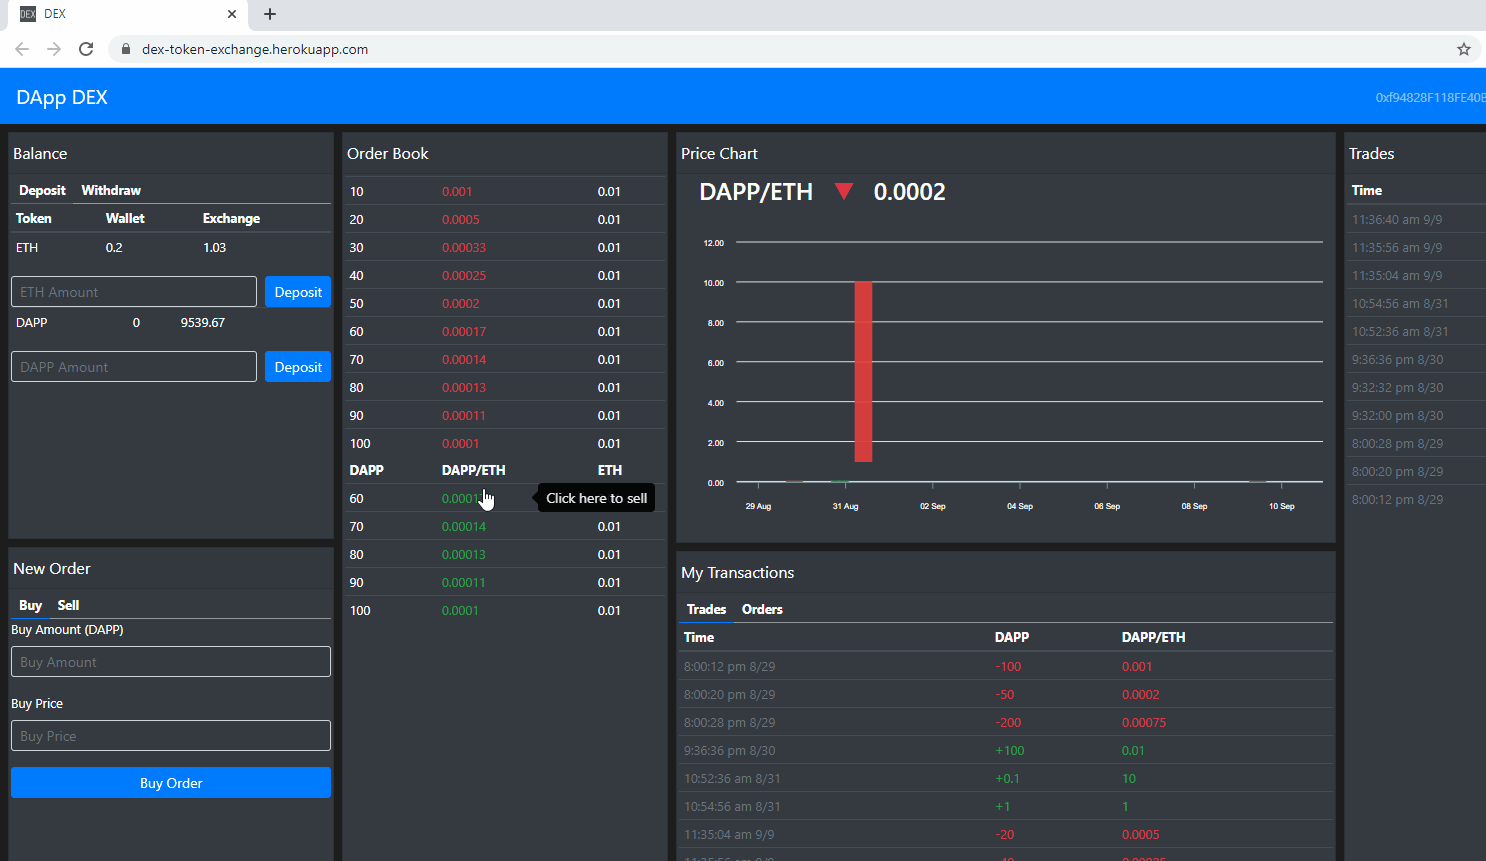 DEX DEX
dex-token-exchange.herokuapp.com
DApp DEX
0xf94828F118FE40B
Balance
Deposit Withdraw
Token Wallet Exchange
ETH 0.2 1.03
ETH Amount Deposit
DAPP 0 9539.67
DAPP Amount Deposit
New Order
Buy Sell
Buy Amount (DAPP)
Buy Amount
Buy Price
Buy Price
Buy Order
Order Book
10 0.001 0.01
20 0.0005 0.01
30 0.00033 0.01
40 0.00025 0.01
50 0.0002 0.01
60 0.00017 0.01
70 0.00014 0.01
80 0.00013 0.01
90 0.00011 0.01
100 0.0001 0.01
DAPP DAPP/ETH ETH
60 Click here to sell
70 0.00014 0.01
80 0.00013 0.01
90 0.00011 0.01
100 0.0001 0.01
Price Chart
DAPP/ETH ▼ 0.0002
12.00
10.00
8.00
6.00
4.00
2.00
0.00
29 Aug 31 Aug 02 Sep 04 Sep 06 Sep 08 Sep 10 Sep
My Transactions
Trades Orders
Time DAPP DAPP/ETH
8:00:12 pm 8/29 -100 0.001
8:00:20 pm 8/29 -50 0.0002
8:00:28 pm 8/29 -200 0.00075
9:36:36 pm 8/30 +100 0.01
10:52:36 am 8/31 +0.1 10
10:54:56 am 8/31 +1 1
11:35:04 am 9/9 -20 0.0005
Trades
Time
11:36:40 am 9/9
11:35:56 am 9/9
11:35:04 am 9/9
10:54:56 am 8/31
10:52:36 am 8/31
9:36:36 pm 8/30
9:32:32 pm 8/30
9:32:00 pm 8/30
8:00:28 pm 8/29
8:00:20 pm 8/29
8:00:12 pm 8/29